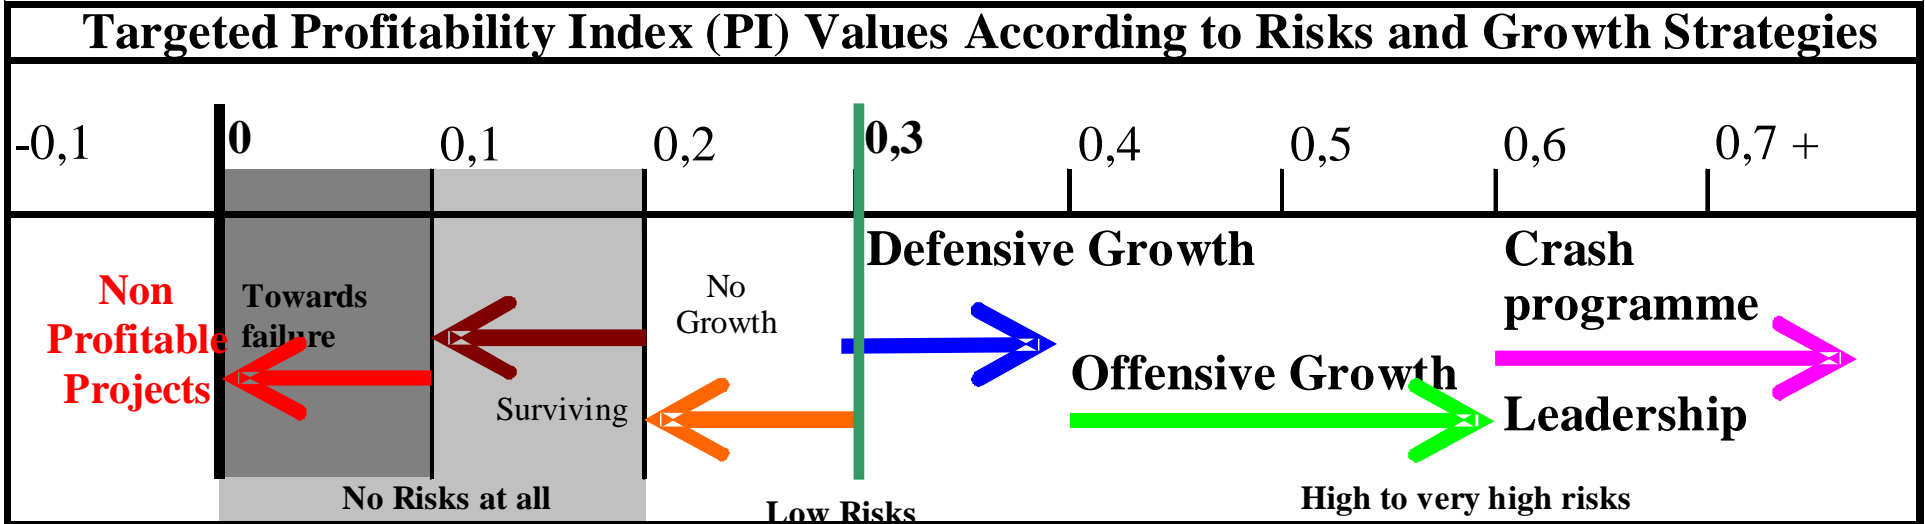 Targeted Profitability Index (PI) Values According to Risks and Growth Strategies
-0,1
0
0,1
0,2
0,3
0,4
0,5
0,6
0,7 +
Non
Profitable
Projects
Towards
failure
Surviving
No
Growth
Defensive Growth
Offensive Growth
Crash
programme
Leadership
No Risks at all
Low Risks
High to very high risks